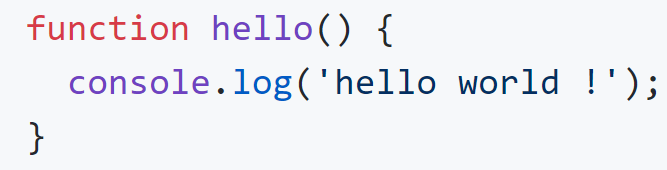 function hello() {
  console.log('hello world !');
}